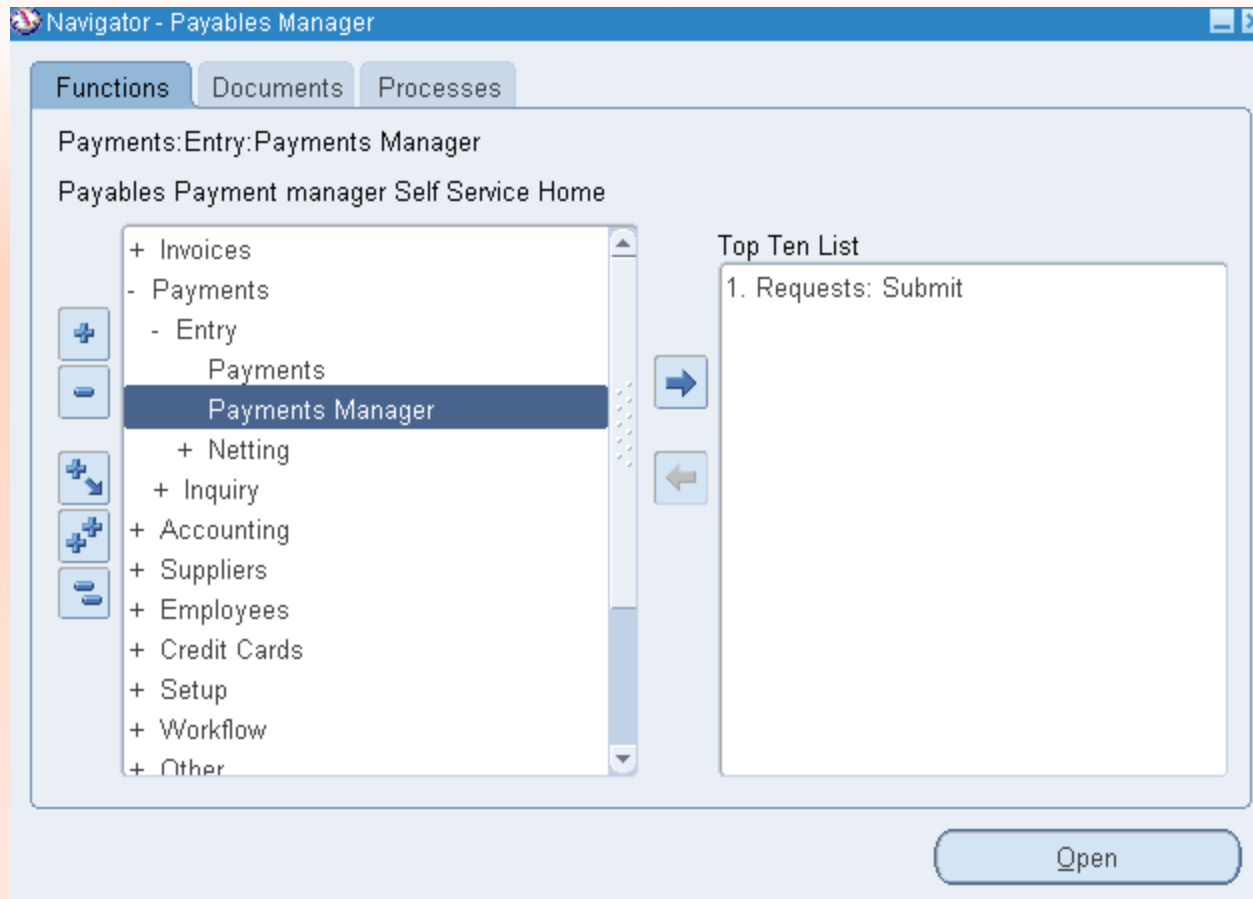 Navigator - Payables Manager
Functions Documents Processes
Payments:Entry:Payments Manager
Payables Payment manager Self Service Home
+ Invoices
- Payments
- Entry
Payments
Payments Manager
+ Netting
+ Inquiry
+ Accounting
+ Suppliers
+ Employees
+ Credit Cards
+ Setup
+ Workflow
+ Other
Top Ten List
1. Requests: Submit
Open